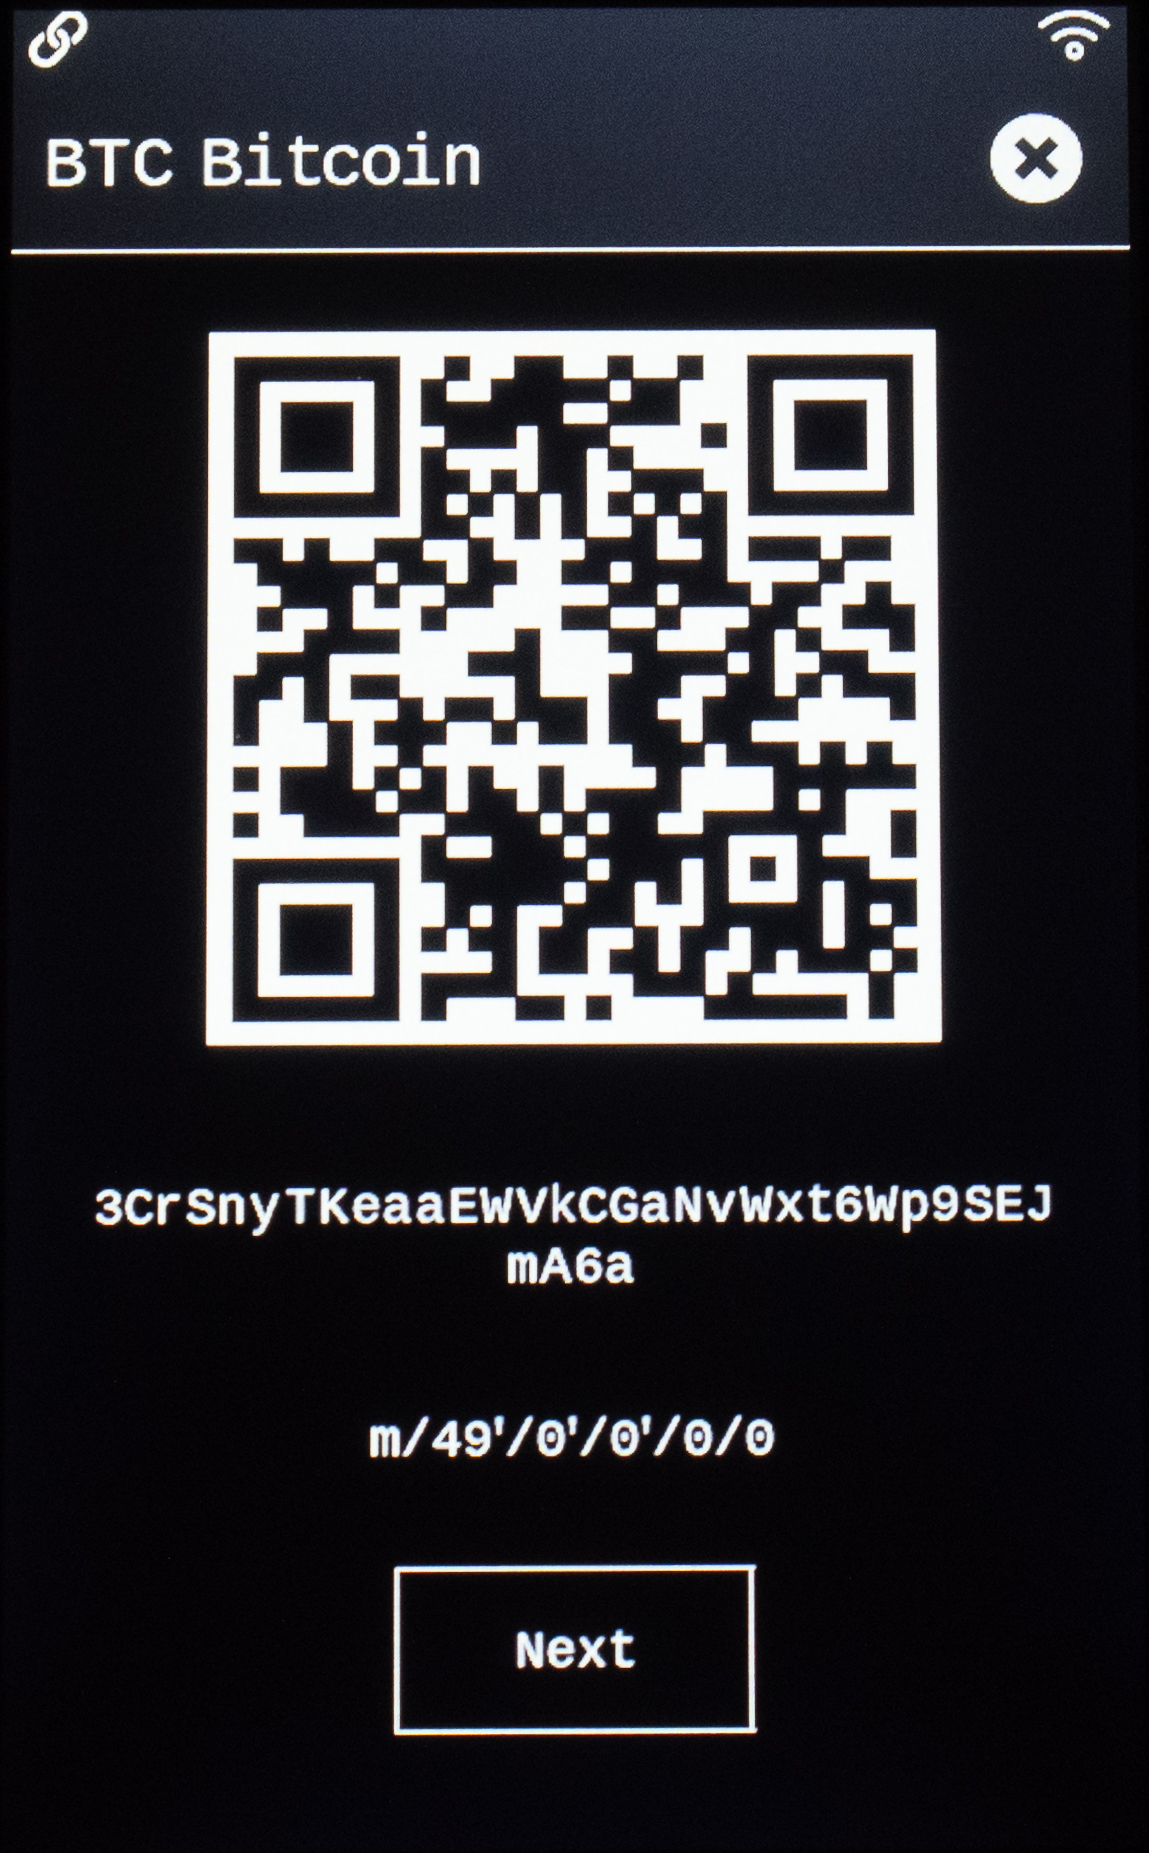 BTC Bitcoin
3CrSnyTKeaaEWVkCGaNvWxt6Wp9SEJ
mA6a
m/49'/0'/0'/0/0
Next